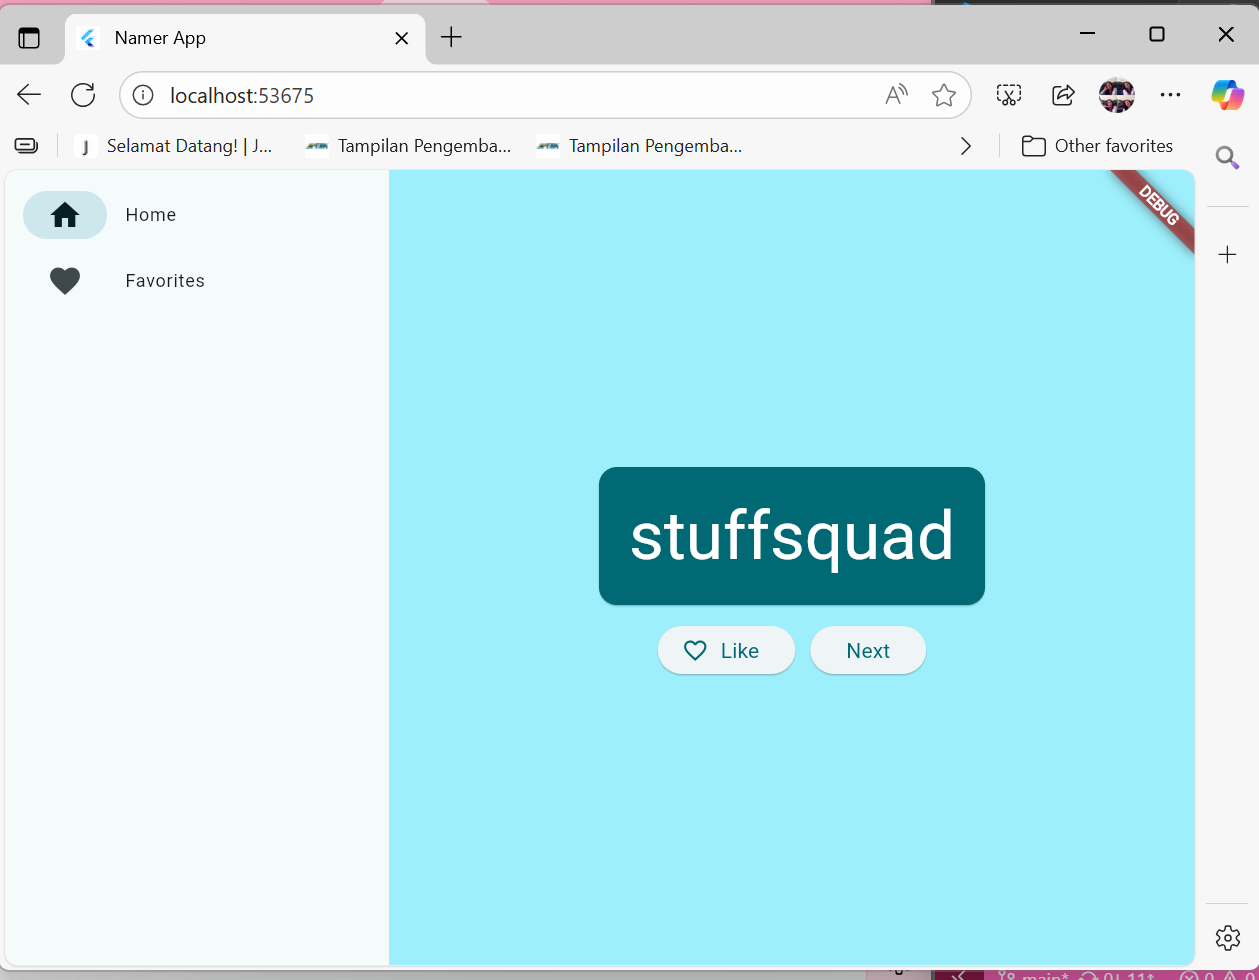 Namer App
localhost:53675
Selamat Datang! | J...
Tampilan Pengemba...
Tampilan Pengemba...
Other favorites
Home
Favorites
DEBUG
stuffsquad
Like
Next